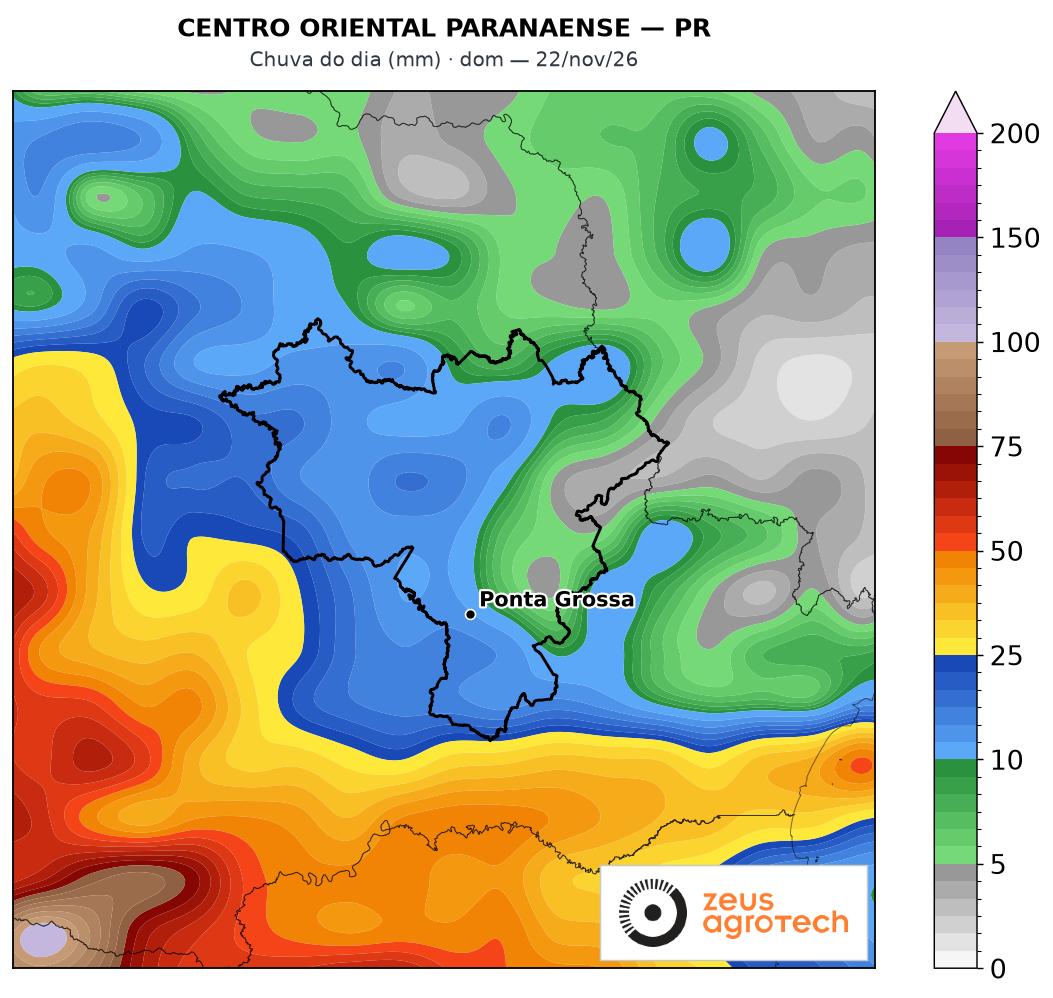 CENTRO ORIENTAL PARANAENSE — PR
Chuva do dia (mm) · dom — 22/nov/26
200
150
100
75
50
25
10
5
0
Ponta Grossa
zeus
agrotech